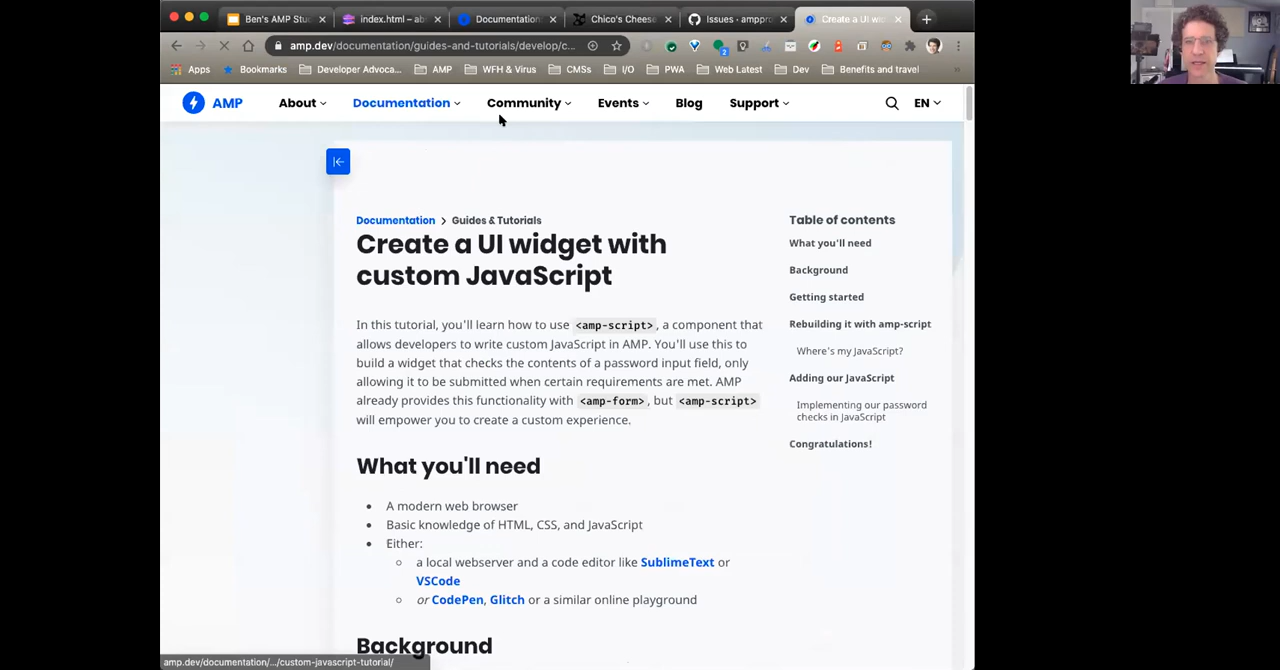 Ben's AMP Stu
index.html – ab
Documentation
Chico's Cheese
Issues · amppro
Create a UI wid
amp.dev/documentation/guides-and-tutorials/develop/c...
2
Apps
Bookmarks
Developer Advoca...
AMP
WFH & Virus
CMSs
I/O
PWA
Web Latest
Dev
Benefits and travel
»
AMP
About
Documentation
Community
Events
Blog
Support
EN
Documentation > Guides & Tutorials
Create a UI widget with
custom JavaScript
In this tutorial, you'll learn how to use <amp-script>, a component that
allows developers to write custom JavaScript in AMP. You'll use this to
build a widget that checks the contents of a password input field, only
allowing it to be submitted when certain requirements are met. AMP
already provides this functionality with <amp-form>, but <amp-script>
will empower you to create a custom experience.
What you'll need
A modern web browser
Basic knowledge of HTML, CSS, and JavaScript
Either:
a local webserver and a code editor like SublimeText or
VSCode
or CodePen, Glitch or a similar online playground
Background
Table of contents
What you'll need
Background
Getting started
Rebuilding it with amp-script
Where's my JavaScript?
Adding our JavaScript
Implementing our password
checks in JavaScript
Congratulations!
amp.dev/documentation/.../custom-javascript-tutorial/